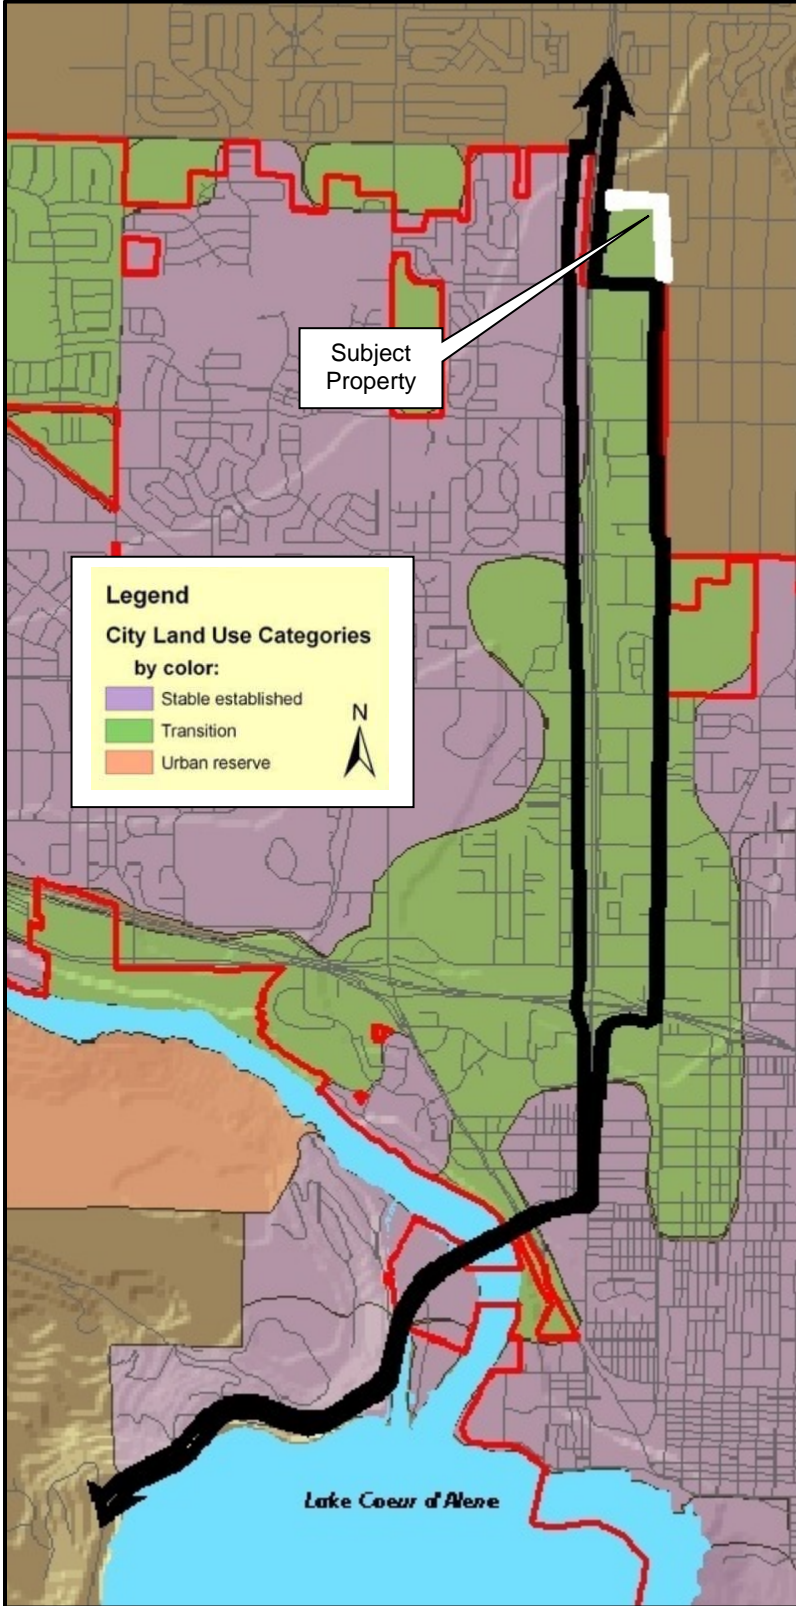 Subject
Property
Legend
City Land Use Categories
by color:
Stable established
Transition
Urban reserve
N
Lake Coeur d'Alene